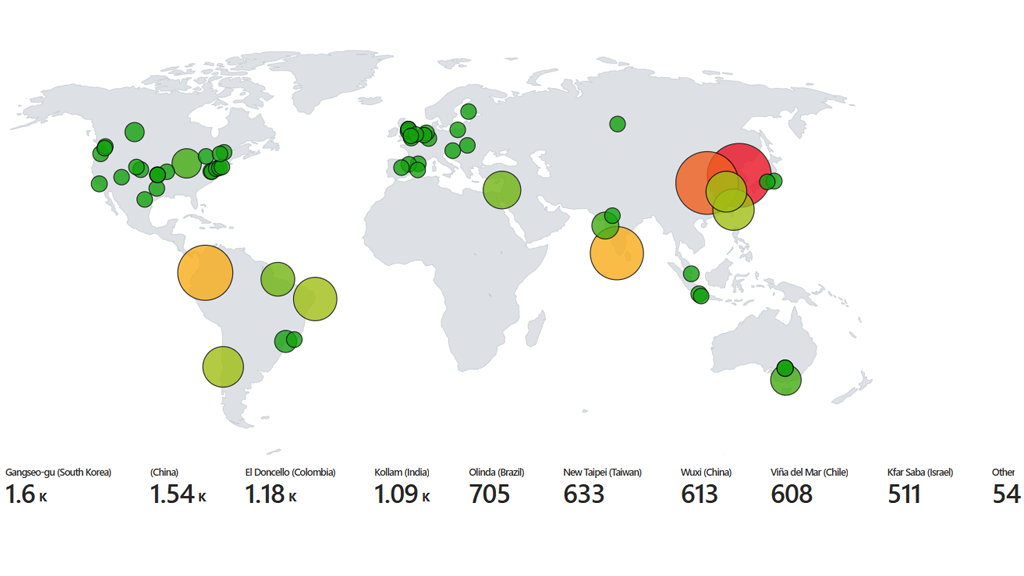 Gangseo-gu (South Korea) (China) El Doncello (Colombia) Kollam (India) Olinda (Brazil) New Taipei (Taiwan) Wuxi (China) Viña del Mar (Chile) Kfar Saba (Israel) Other
1.6 K 1.54 K 1.18 K 1.09 K 705 633 613 608 511 54